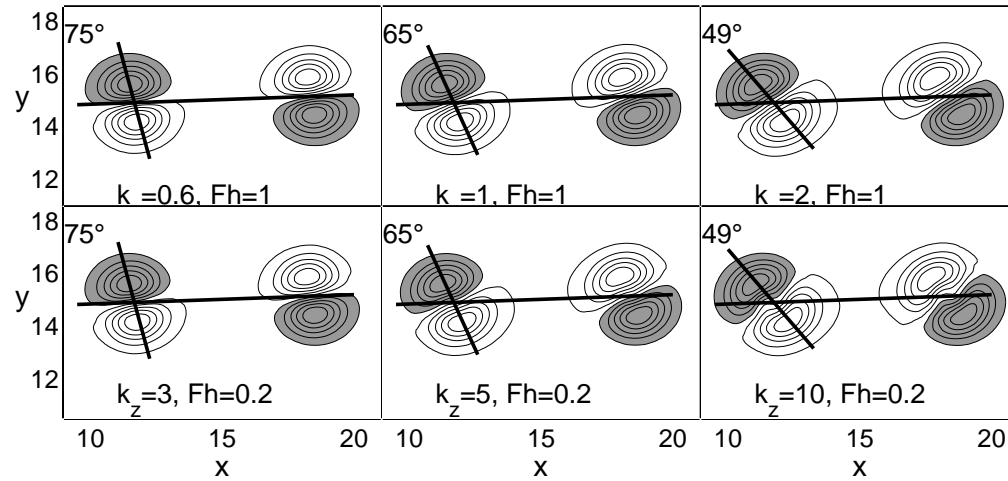 18
75°
65°
49°
16
y
14
12
k =0.6, Fh=1
k =1, Fh=1
k =2, Fh=1
18
75°
65°
49°
16
y
14
12
k_z=3, Fh=0.2
k_z=5, Fh=0.2
k_z=10, Fh=0.2
10 15 20
10 15 20
10 15 20
x
x
x